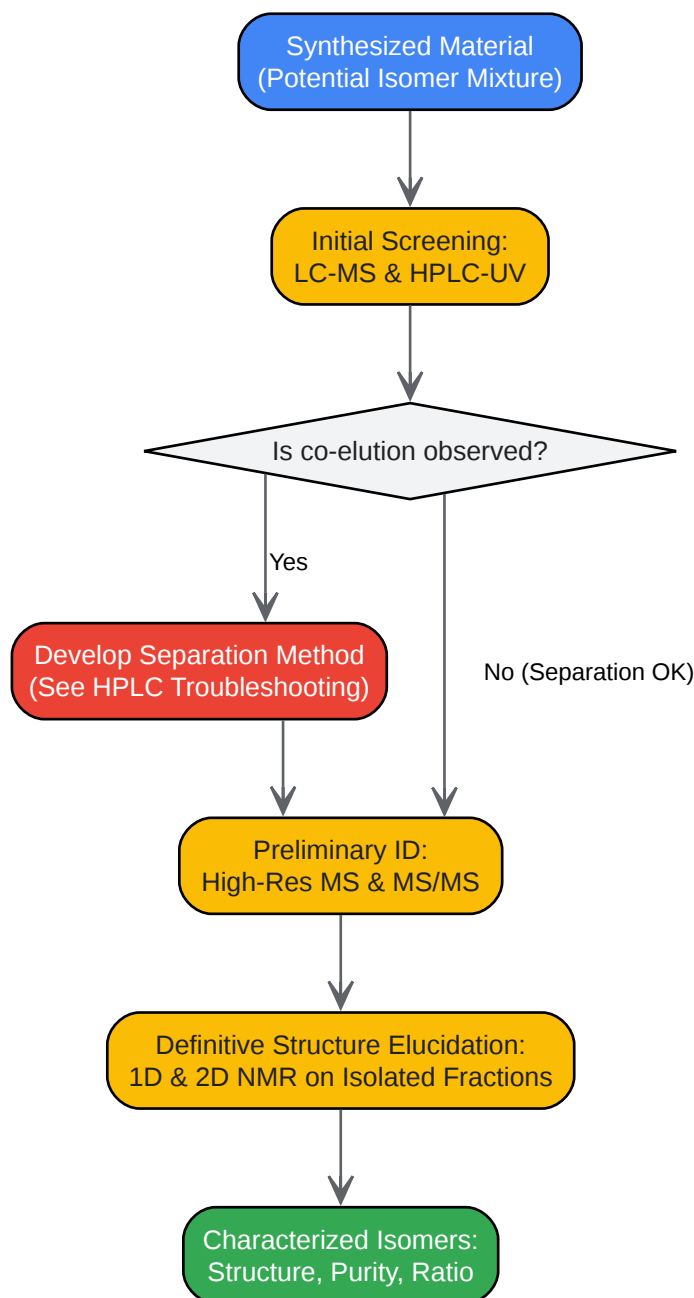 Synthesized Material
(Potential Isomer Mixture)
Initial Screening:
LC-MS & HPLC-UV
Is co-elution observed?
Yes
Develop Separation Method
(See HPLC Troubleshooting)
No (Separation OK)
Preliminary ID:
High-Res MS & MS/MS
Definitive Structure Elucidation:
1D & 2D NMR on Isolated Fractions
Characterized Isomers:
Structure, Purity, Ratio